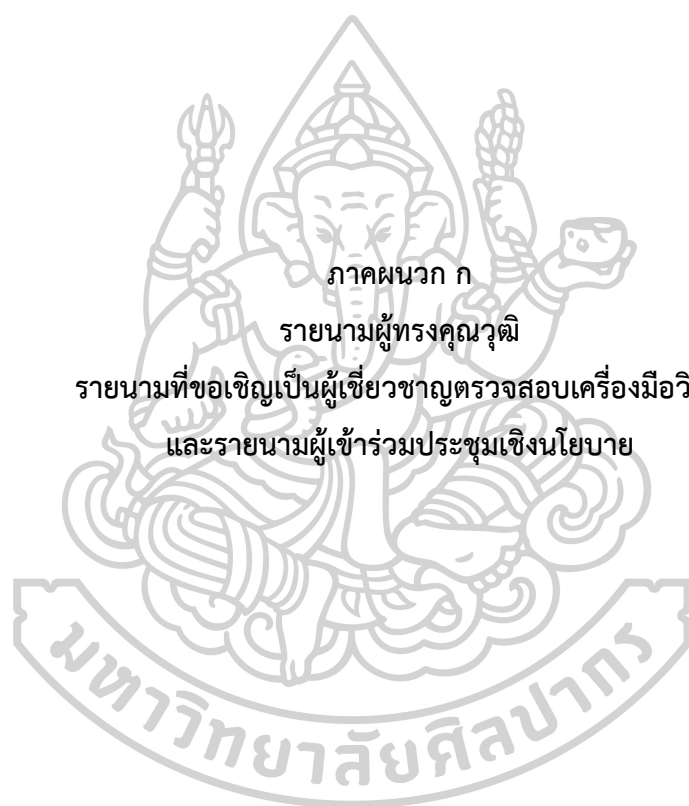 ภาคผนวก ก
รายนามผู้ทรงคุณวุฒิ
รายนามที่ขอเชิญเป็นผู้เชี่ยวชาญตรวจสอบเครื่องมือวิ
และรายนามผู้เข้าร่วมประชุมเชิงนโยบาย
มหาวิทยาลัยศิลปากร